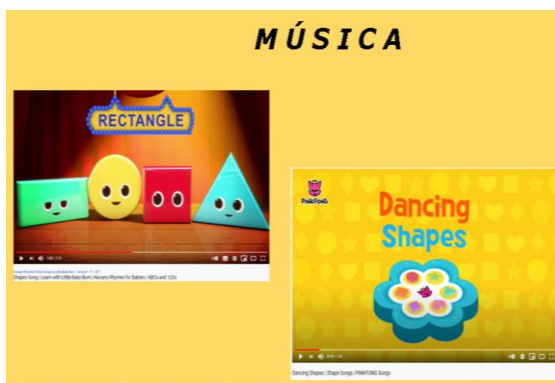 MÚSICA
RECTANGLE
Shapes Song | Learn with Little Baby Bum | Nursery Rhymes for Babies | ABCs and 123s
PINKFONG
Dancing
Shapes
Dancing Shapes | Shape Songs | PINKFONG Songs